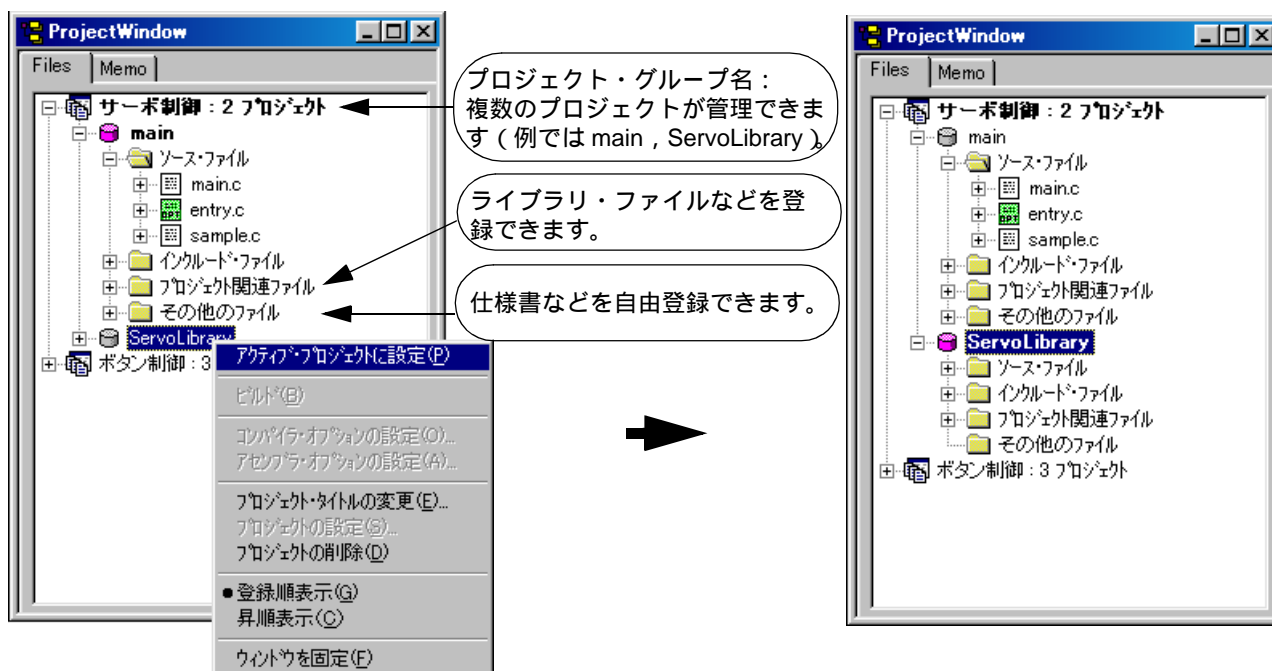 ProjectWindow
Files
Memo
サーボ制御：2 プロジェクト
main
ソース・ファイル
main.c
entry.c
sample.c
インクルード・ファイル
プロジェクト関連ファイル
その他のファイル
ServoLibrary
ボタン制御：3
アクティブ・プロジェクトに設定(P)
ビルド(B)
コンパイラ・オプションの設定(O)...
アセンブラ・オプションの設定(A)...
プロジェクト・タイトルの変更(E)...
プロジェクトの設定(S)...
プロジェクトの削除(D)
登録順表示(G)
昇順表示(C)
ウィンドウを固定(F)
プロジェクト・グループ名：
複数のプロジェクトが管理できま
す（例では main，ServoLibrary）。
ライブラリ・ファイルなどを登
録できます。
仕様書などを自由登録できます。
ProjectWindow
Files
Memo
サーボ制御：2 プロジェクト
main
ソース・ファイル
main.c
entry.c
sample.c
インクルード・ファイル
プロジェクト関連ファイル
その他のファイル
ServoLibrary
ソース・ファイル
インクルード・ファイル
プロジェクト関連ファイル
その他のファイル
ボタン制御：3 プロジェクト